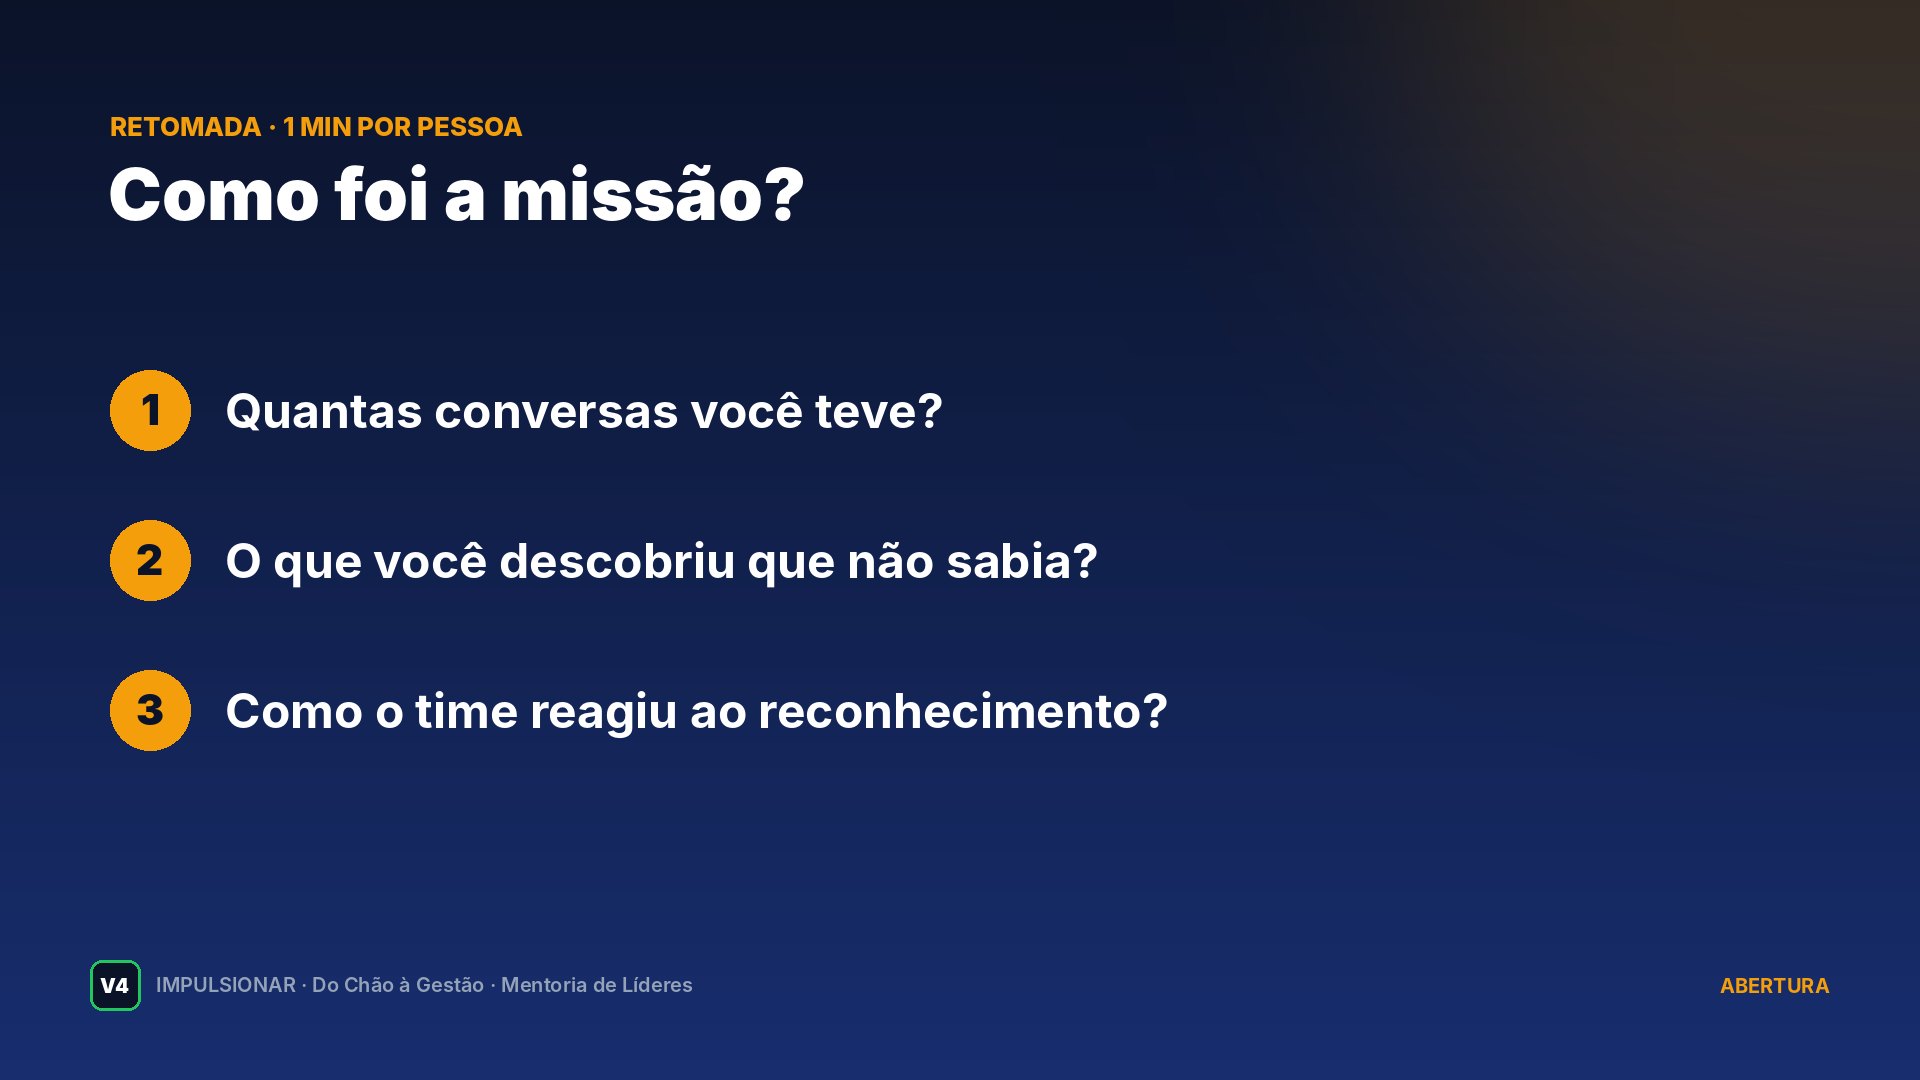 RETOMADA · 1 MIN POR PESSOA
Como foi a missão?
1 Quantas conversas você teve?
2 O que você descobriu que não sabia?
3 Como o time reagiu ao reconhecimento?
V4 IMPULSIONAR · Do Chão à Gestão · Mentoria de Líderes
ABERTURA